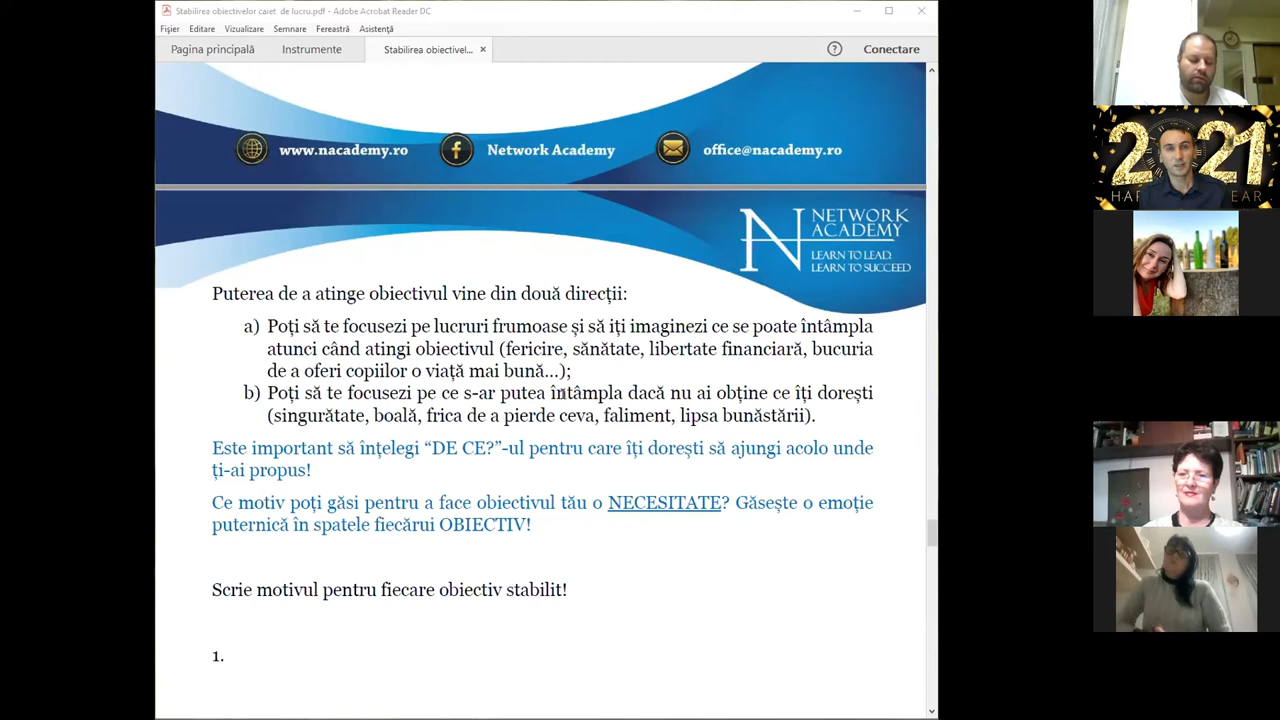 Stabilirea obiectivelor caiet de lucru.pdf - Adobe Acrobat Reader DC
Fișier Editare Vizualizare Semnare Fereastră Asistență
Pagina principală Instrumente Stabilirea obiectivel... × ? Conectare
www.nacademy.ro f Network Academy office@nacademy.ro
N NETWORK
ACADEMY
LEARN TO LEAD.
LEARN TO SUCCEED
Puterea de a atinge obiectivul vine din două direcții:
a) Poți să te focusezi pe lucruri frumoase și să iți imaginezi ce se poate întâmpla
atunci când atingi obiectivul (fericire, sănătate, libertate financiară, bucuria
de a oferi copiilor o viață mai bună...);
b) Poți să te focusezi pe ce s-ar putea întâmpla dacă nu ai obține ce îți dorești
(singurătate, boală, frica de a pierde ceva, faliment, lipsa bunăstării).
Este important să înțelegi “DE CE?”-ul pentru care îți dorești să ajungi acolo unde
ți-ai propus!
Ce motiv poți găsi pentru a face obiectivul tău o NECESITATE? Găsește o emoție
puternică în spatele fiecărui OBIECTIV!
Scrie motivul pentru fiecare obiectiv stabilit!
1.
2021
HAP EAR